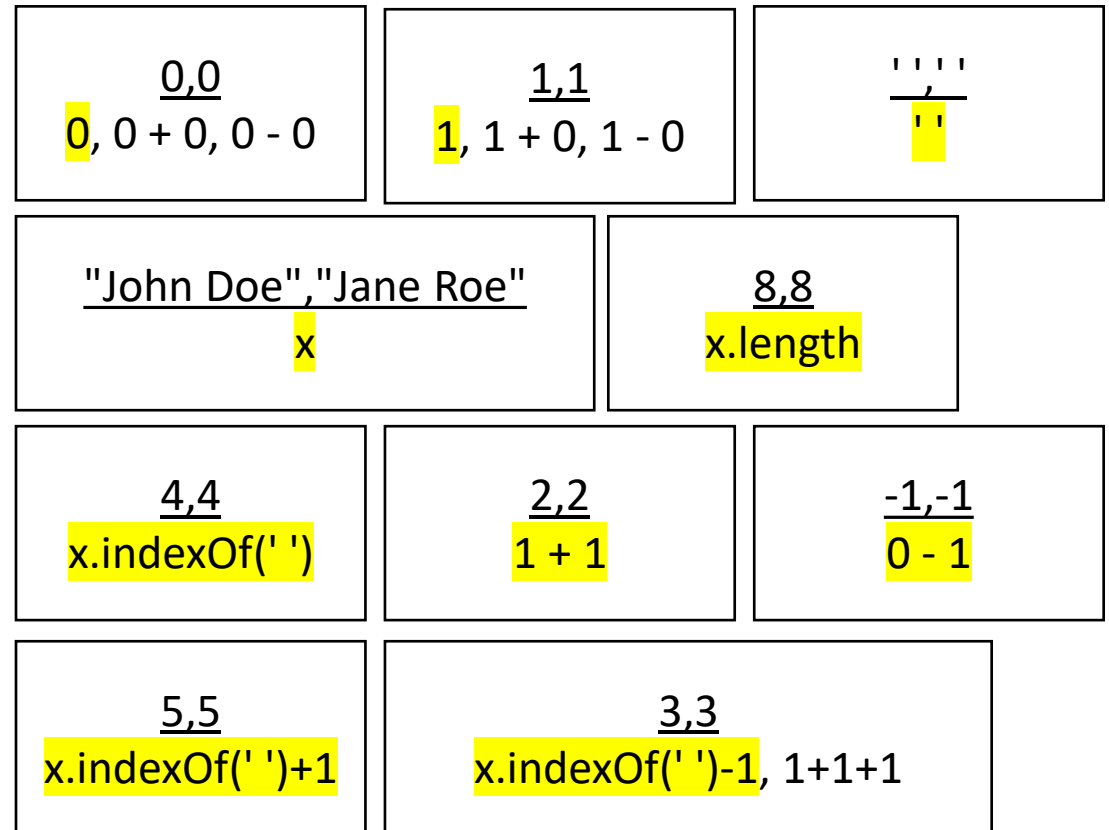 0,0
0, 0 + 0, 0 - 0
1,1
1, 1 + 0, 1 - 0
' ',' '
' '
"John Doe","Jane Roe"
x
8,8
x.length
4,4
x.indexOf(' ')
2,2
1 + 1
-1,-1
0 - 1
5,5
x.indexOf(' ')+1
3,3
x.indexOf(' ')-1, 1+1+1